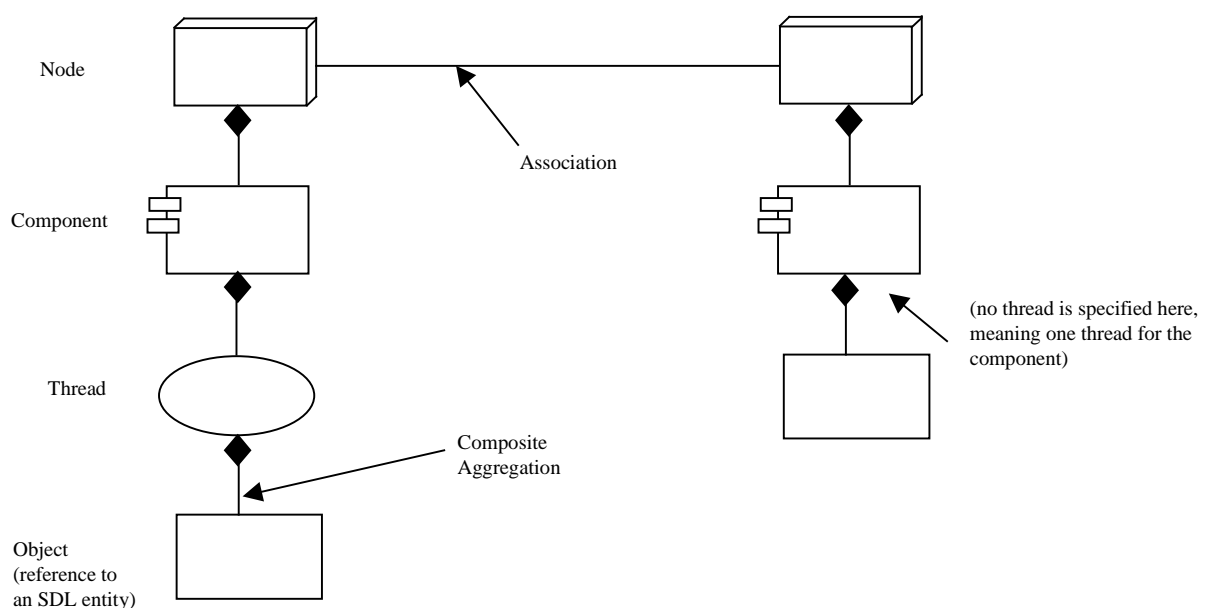 Node
Association
Component
(no thread is specified here,
meaning one thread for the
component)
Thread
Composite
Aggregation
Object
(reference to
an SDL entity)